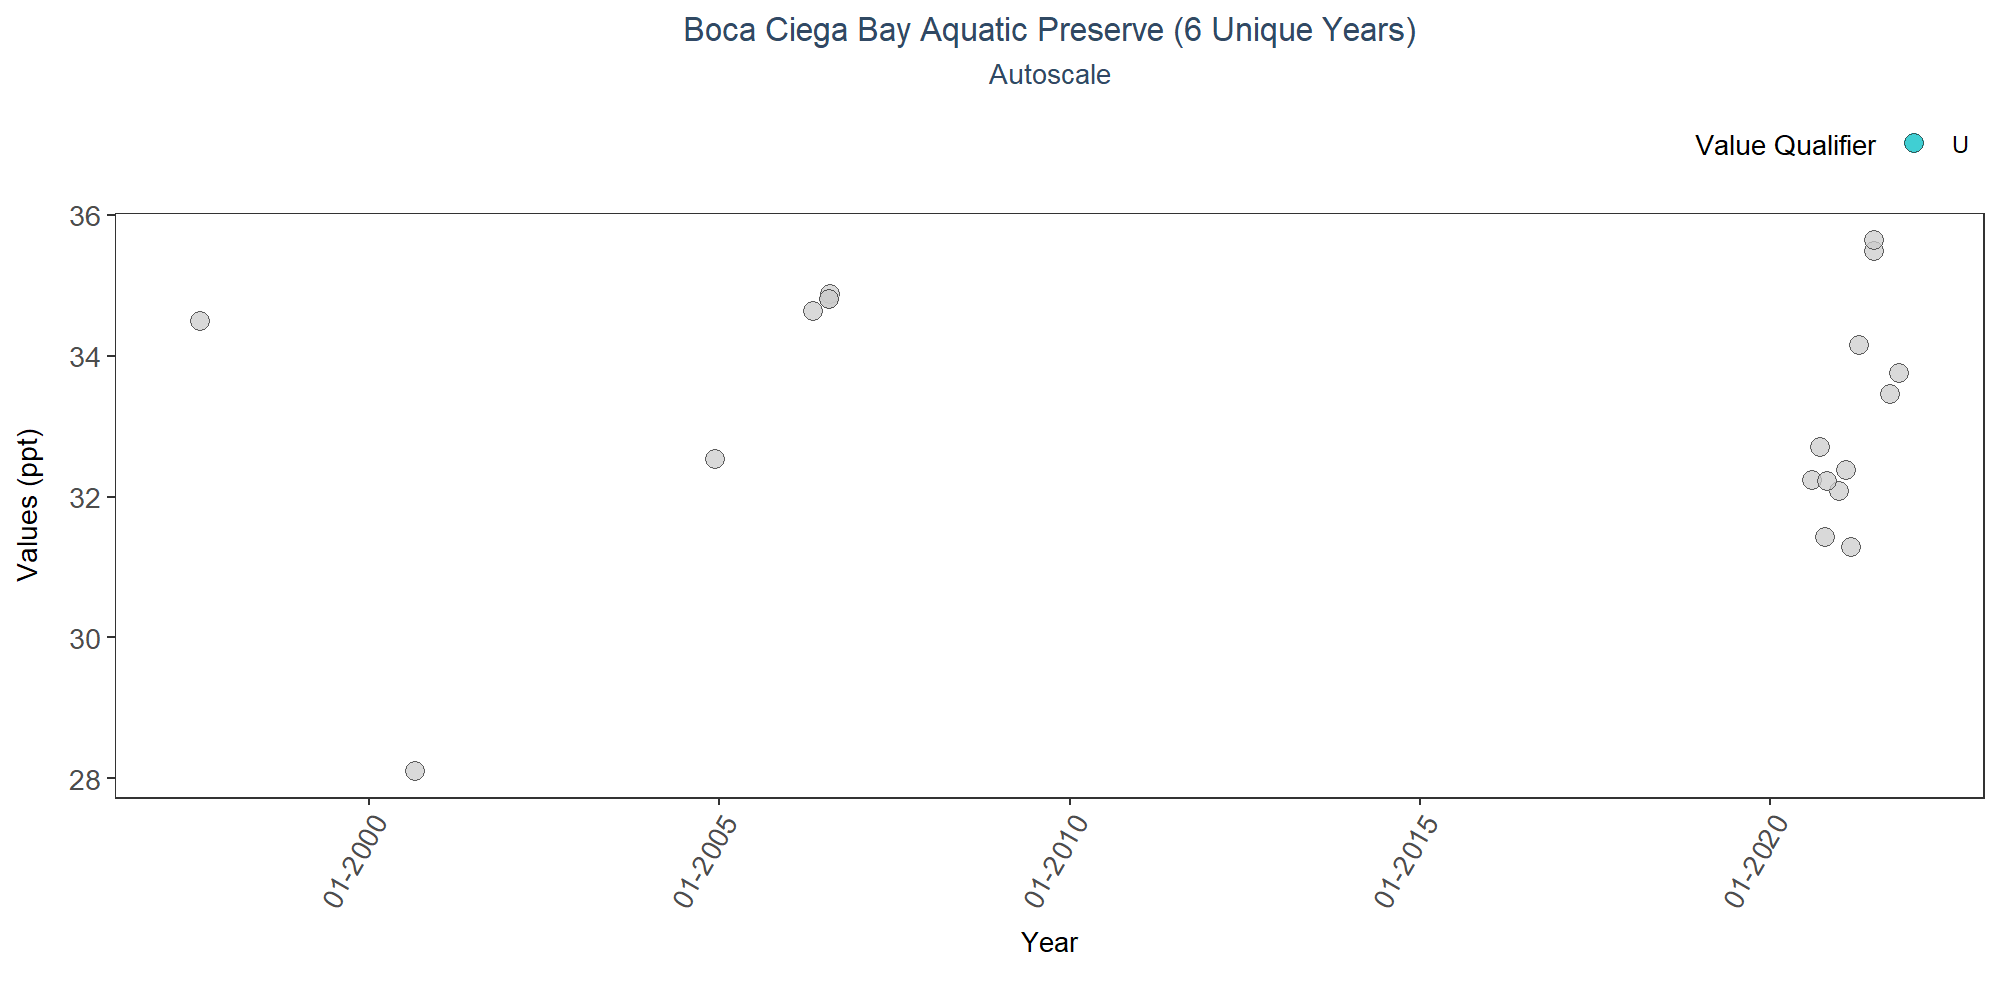 Boca Ciega Bay Aquatic Preserve (6 Unique Years)
Autoscale
Value Qualifier U
36
34
32
30
28
Values (ppt)
01-2000 01-2005 01-2010 01-2015 01-2020
Year